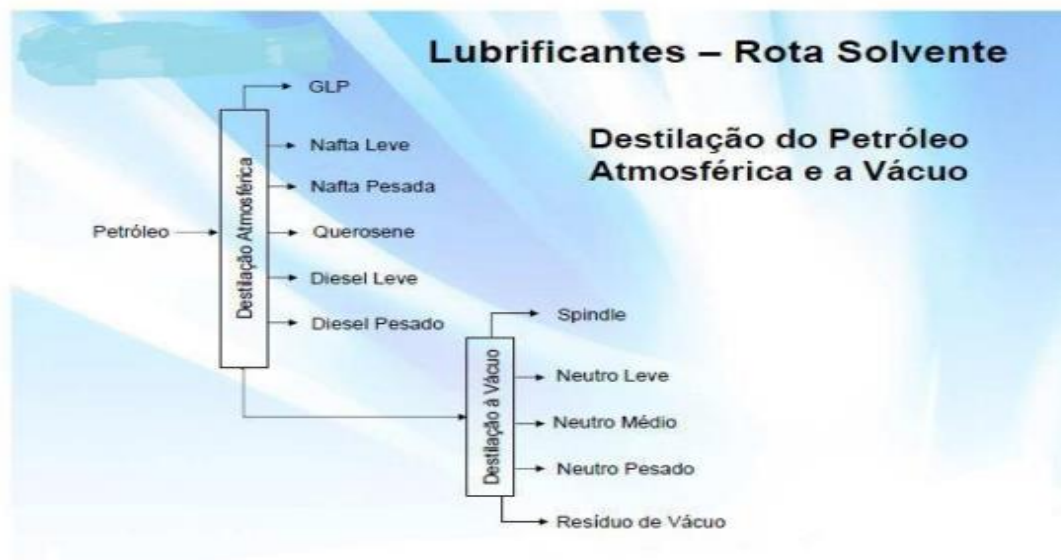 Lubrificantes – Rota Solvente
Destilação do Petróleo
Atmosférica e a Vácuo
GLP
Nafta Leve
Nafta Pesada
Petróleo
Destilação Atmosférica
Querosene
Diesel Leve
Diesel Pesado
Spindle
Destilação à Vácuo
Neutro Leve
Neutro Médio
Neutro Pesado
Resíduo de Vácuo